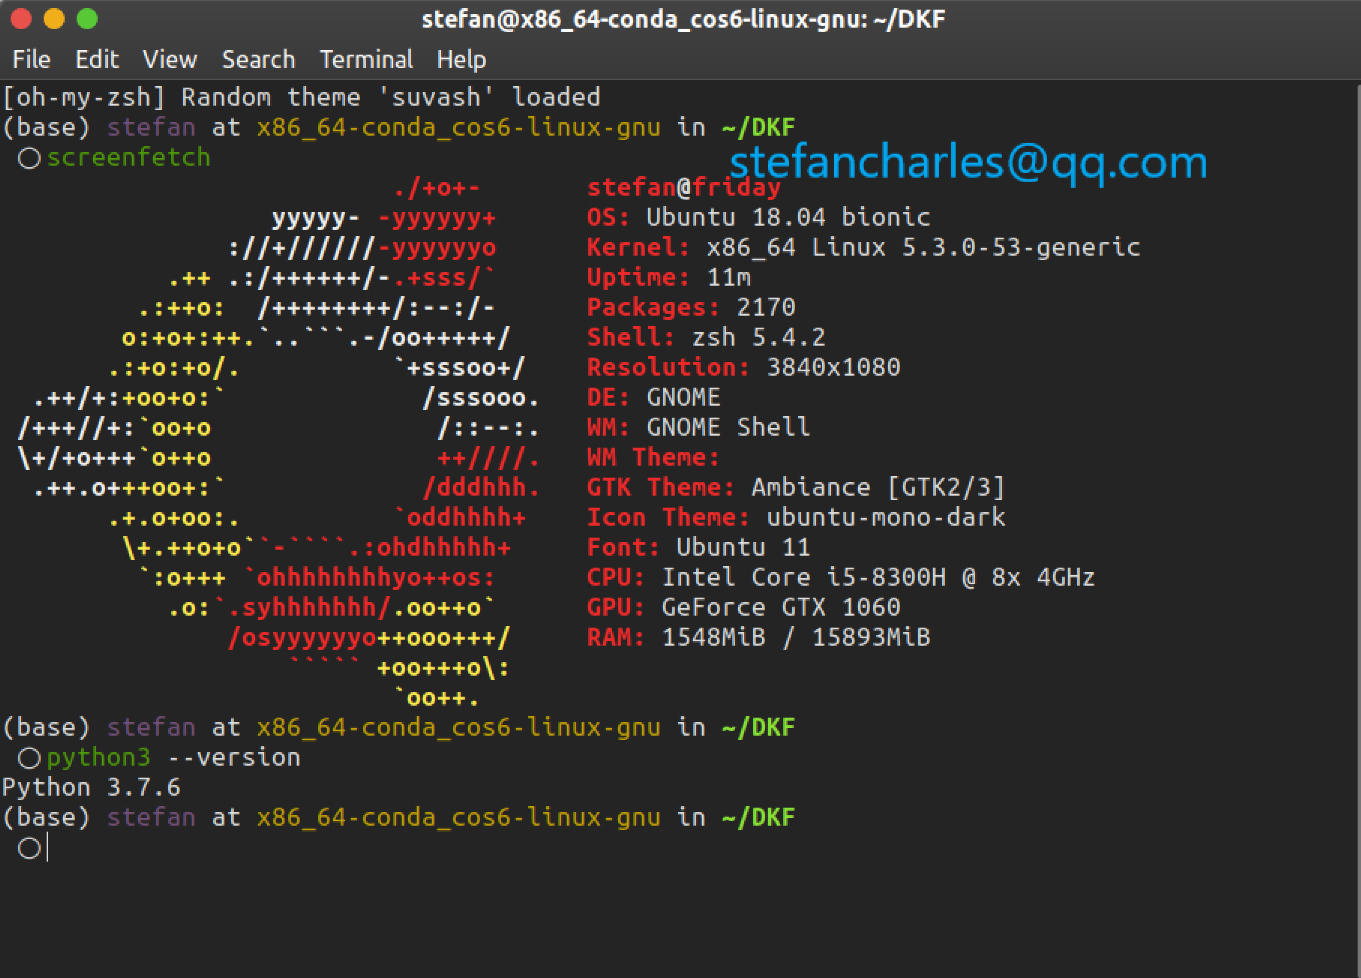 stefan@x86_64-conda_cos6-linux-gnu: ~/DKF
File Edit View Search Terminal Help
[oh-my-zsh] Random theme 'suvash' loaded
(base) stefan at x86_64-conda_cos6-linux-gnu in ~/DKF
○screenfetch
stefancharles@qq.com
                          ./+o+-       stefan@friday
                  yyyyy- -yyyyyy+      OS: Ubuntu 18.04 bionic
               ://+//////-yyyyyyo      Kernel: x86_64 Linux 5.3.0-53-generic
           .++ .:/++++++/-.+sss/`      Uptime: 11m
         .:++o:  /++++++++/:--:/-      Packages: 2170
        o:+o+:++.`..```.-/oo+++++/     Shell: zsh 5.4.2
       .:+o:+o/.          `+sssoo+/    Resolution: 3840x1080
  .++/+:+oo+o:`             /sssooo.   DE: GNOME
 /+++//+:`oo+o               /::--:.   WM: GNOME Shell
 \+/+o+++`o++o               ++////.   WM Theme:
  .++.o+++oo+:`             /dddhhh.   GTK Theme: Ambiance [GTK2/3]
       .+.o+oo:.          `oddhhhh+    Icon Theme: ubuntu-mono-dark
        \+.++o+o``-````.:ohdhhhhh+     Font: Ubuntu 11
         `:o+++ `ohhhhhhhhyo++os:      CPU: Intel Core i5-8300H @ 8x 4GHz
           .o:`.syhhhhhhh/.oo++o`      GPU: GeForce GTX 1060
               /osyyyyyyo++ooo+++/     RAM: 1548MiB / 15893MiB
                   ````` +oo+++o\:
                          `oo++.
(base) stefan at x86_64-conda_cos6-linux-gnu in ~/DKF
○python3 --version
Python 3.7.6
(base) stefan at x86_64-conda_cos6-linux-gnu in ~/DKF
○